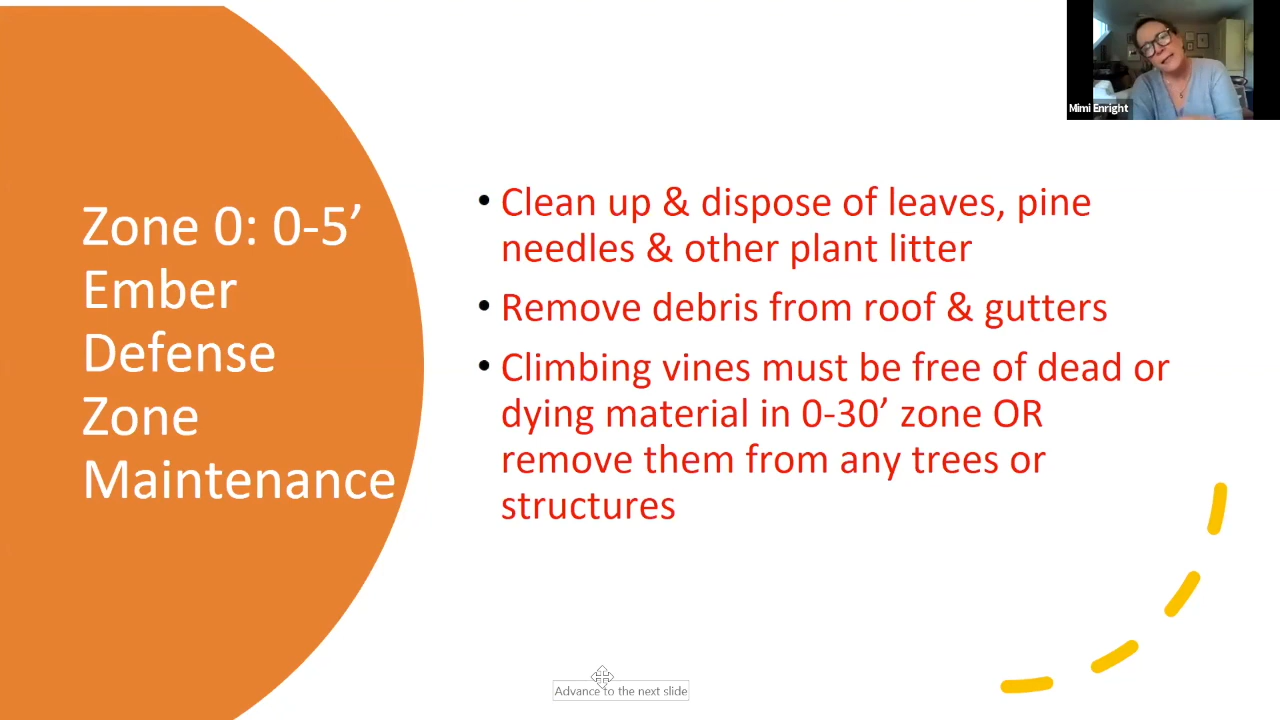 Mimi Enright
Zone 0: 0-5’
Ember
Defense
Zone
Maintenance
• Clean up & dispose of leaves, pine
needles & other plant litter
• Remove debris from roof & gutters
• Climbing vines must be free of dead or
dying material in 0-30’ zone OR
remove them from any trees or
structures
Advance to the next slide